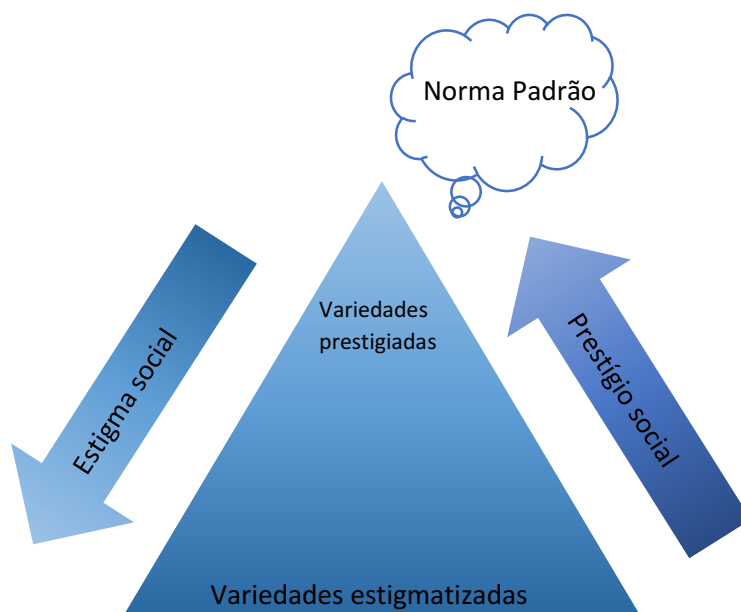 Norma Padrão
Variedades
prestigiadas
Estigma social
Prestígio social
Variedades estigmatizadas